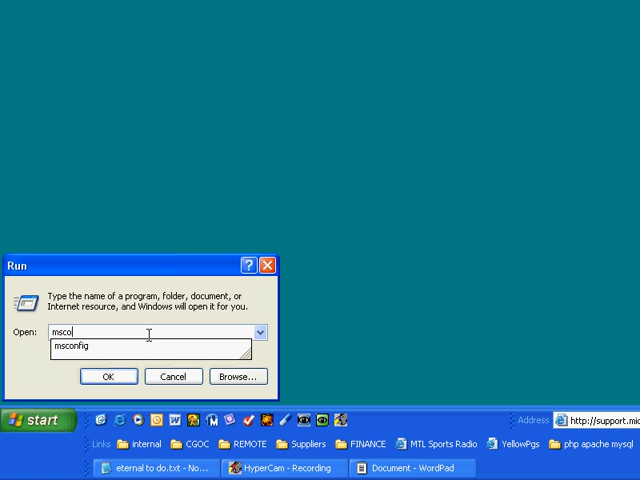 Run
Type the name of a program, folder, document, or
Internet resource, and Windows will open it for you.
Open: msco
msconfig
OK Cancel Browse...
start Address http://support.mic
Links internal CGOC REMOTE Suppliers FINANCE MTL Sports Radio YellowPgs php apache mysql
eternal to do.txt - No... HyperCam - Recording Document - WordPad